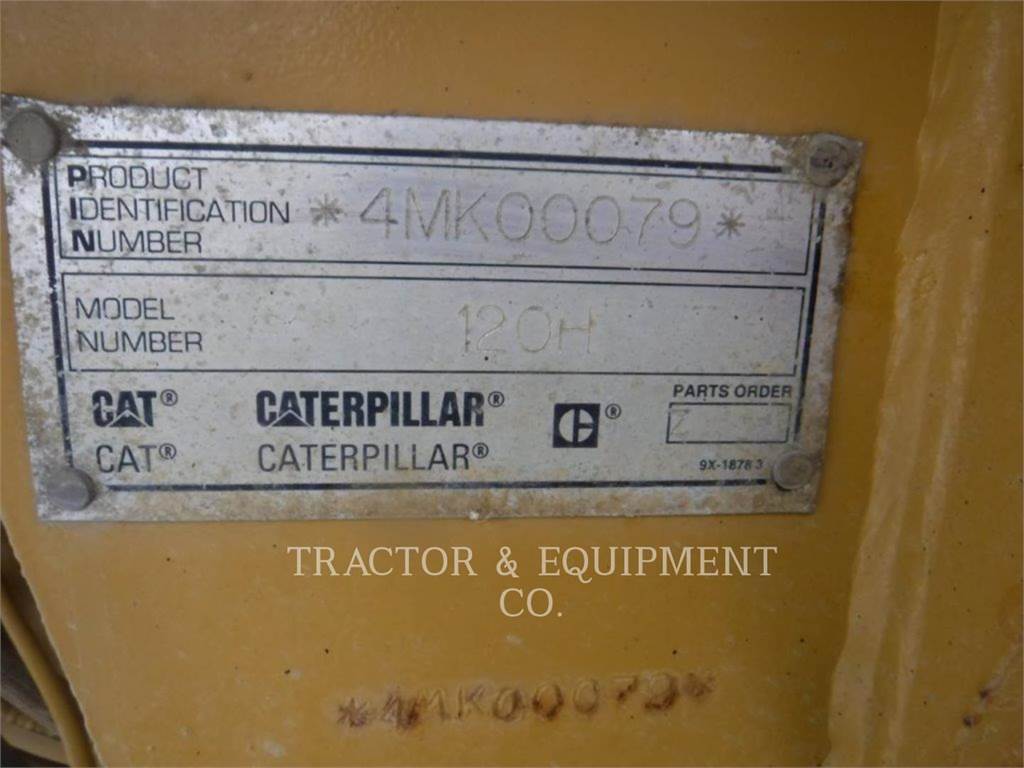 PRODUCT
IDENTIFICATION *4MK00079*
NUMBER
MODEL
NUMBER 120H
CAT® CATERPILLAR® ® PARTS ORDER
Z
CAT® CATERPILLAR® 9X-1878 3
TRACTOR & EQUIPMENT
CO.
*4MK00079*